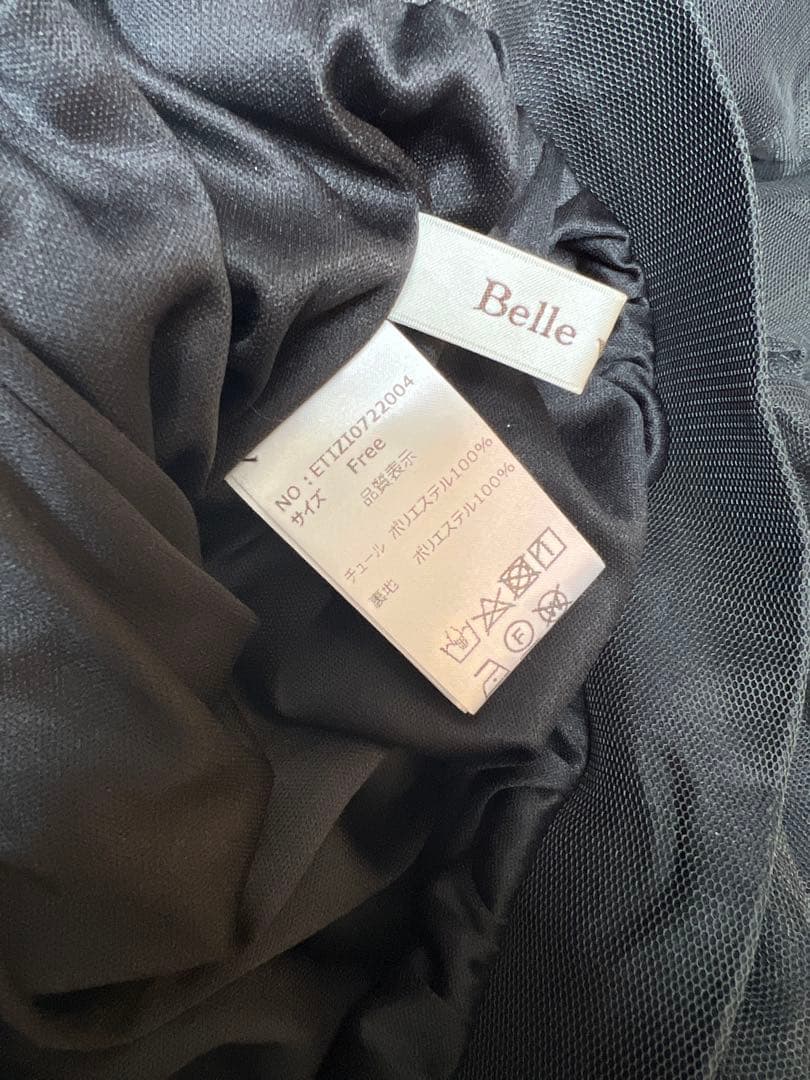 Belle
NO : ETIZI0722004
サイズ Free
品質表示
チュール ポリエステル100%
裏地 ポリエステル100%
F